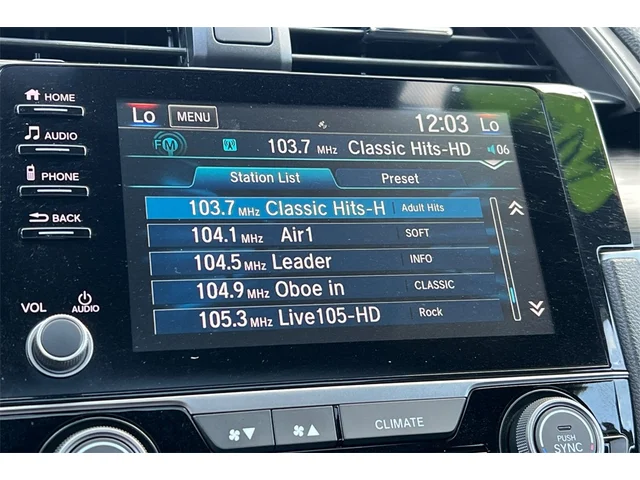 HOME
AUDIO
PHONE
BACK
VOL AUDIO
Lo MENU 12:03 Lo
FM 103.7 MHz Classic Hits-HD 06
Station List Preset
103.7 MHz Classic Hits-H Adult Hits
104.1 MHz Air1 SOFT
104.5 MHz Leader INFO
104.9 MHz Oboe in CLASSIC
105.3 MHz Live105-HD Rock
CLIMATE
PUSH
SYNC